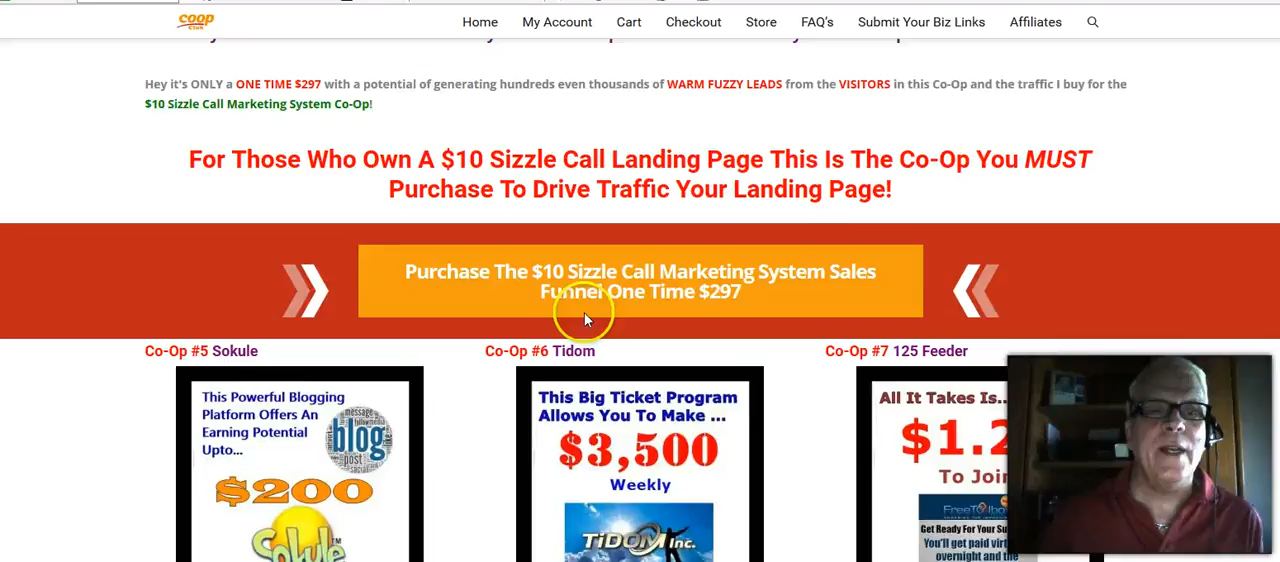 COOP
CLUB
Home My Account Cart Checkout Store FAQ's Submit Your Biz Links Affiliates
Hey it's ONLY a ONE TIME $297 with a potential of generating hundreds even thousands of WARM FUZZY LEADS from the VISITORS in this Co-Op and the traffic I buy for the
$10 Sizzle Call Marketing System Co-Op!
For Those Who Own A $10 Sizzle Call Landing Page This Is The Co-Op You MUST
Purchase To Drive Traffic Your Landing Page!
Purchase The $10 Sizzle Call Marketing System Sales
Funnel One Time $297
Co-Op #5 Sokule
This Powerful Blogging
Platform Offers An
Earning Potential
Upto...
message
blog
post
$200
Sokule
Co-Op #6 Tidom
This Big Ticket Program
Allows You To Make ...
$3,500
Weekly
TiDOM Inc.
Co-Op #7 125 Feeder
All It Takes Is...
$1.2
To Join
Get Ready For Your Su
You'll get paid virt
overnight and the